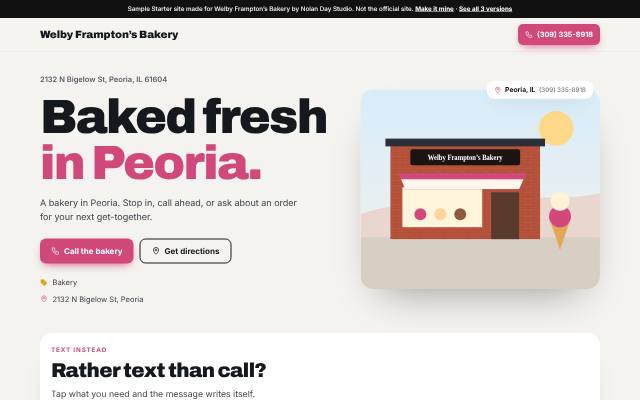 Sample Starter site made for Welby Frampton's Bakery by Nolan Day Studio. Not the official site. Make it mine · See all 3 versions
Welby Frampton's Bakery
(309) 335-8918
2132 N Bigelow St, Peoria, IL 61604
Baked fresh
in Peoria.
A bakery in Peoria. Stop in, call ahead, or ask about an order
for your next get-together.
Call the bakery
Get directions
Bakery
2132 N Bigelow St, Peoria
Peoria, IL (309) 335-8918
Welby Frampton's Bakery
TEXT INSTEAD
Rather text than call?
Tap what you need and the message writes itself.